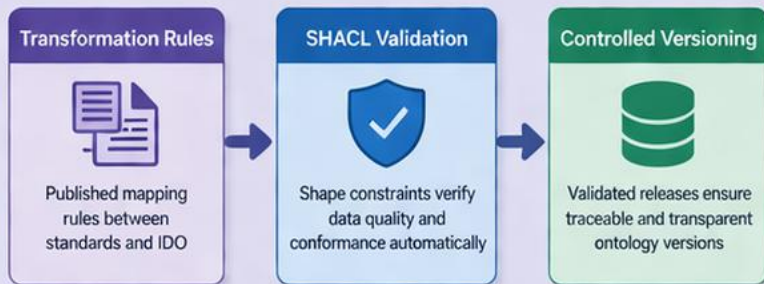 Transformation Rules
Published mapping
rules between
standards and IDO
SHACL Validation
Shape constraints verify
data quality and
conformance automatically
Controlled Versioning
Validated releases ensure
traceable and transparent
ontology versions